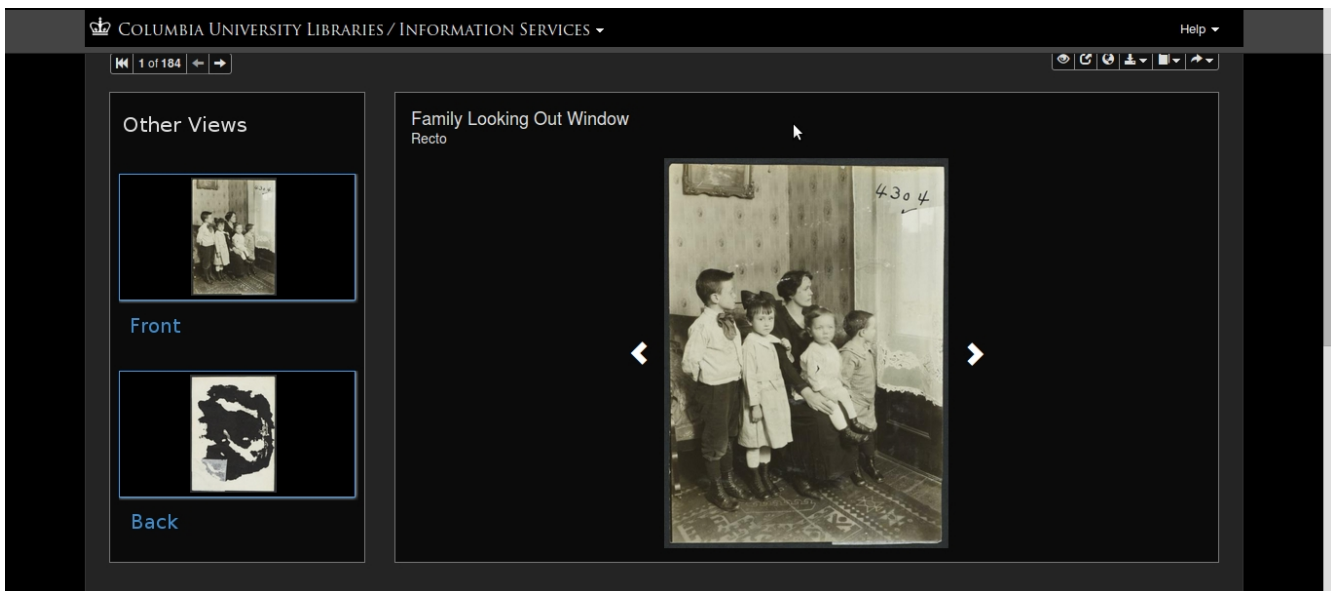 COLUMBIA UNIVERSITY LIBRARIES / INFORMATION SERVICES
Help
1 of 184
Other Views
Front
Back
Family Looking Out Window
Recto
4304